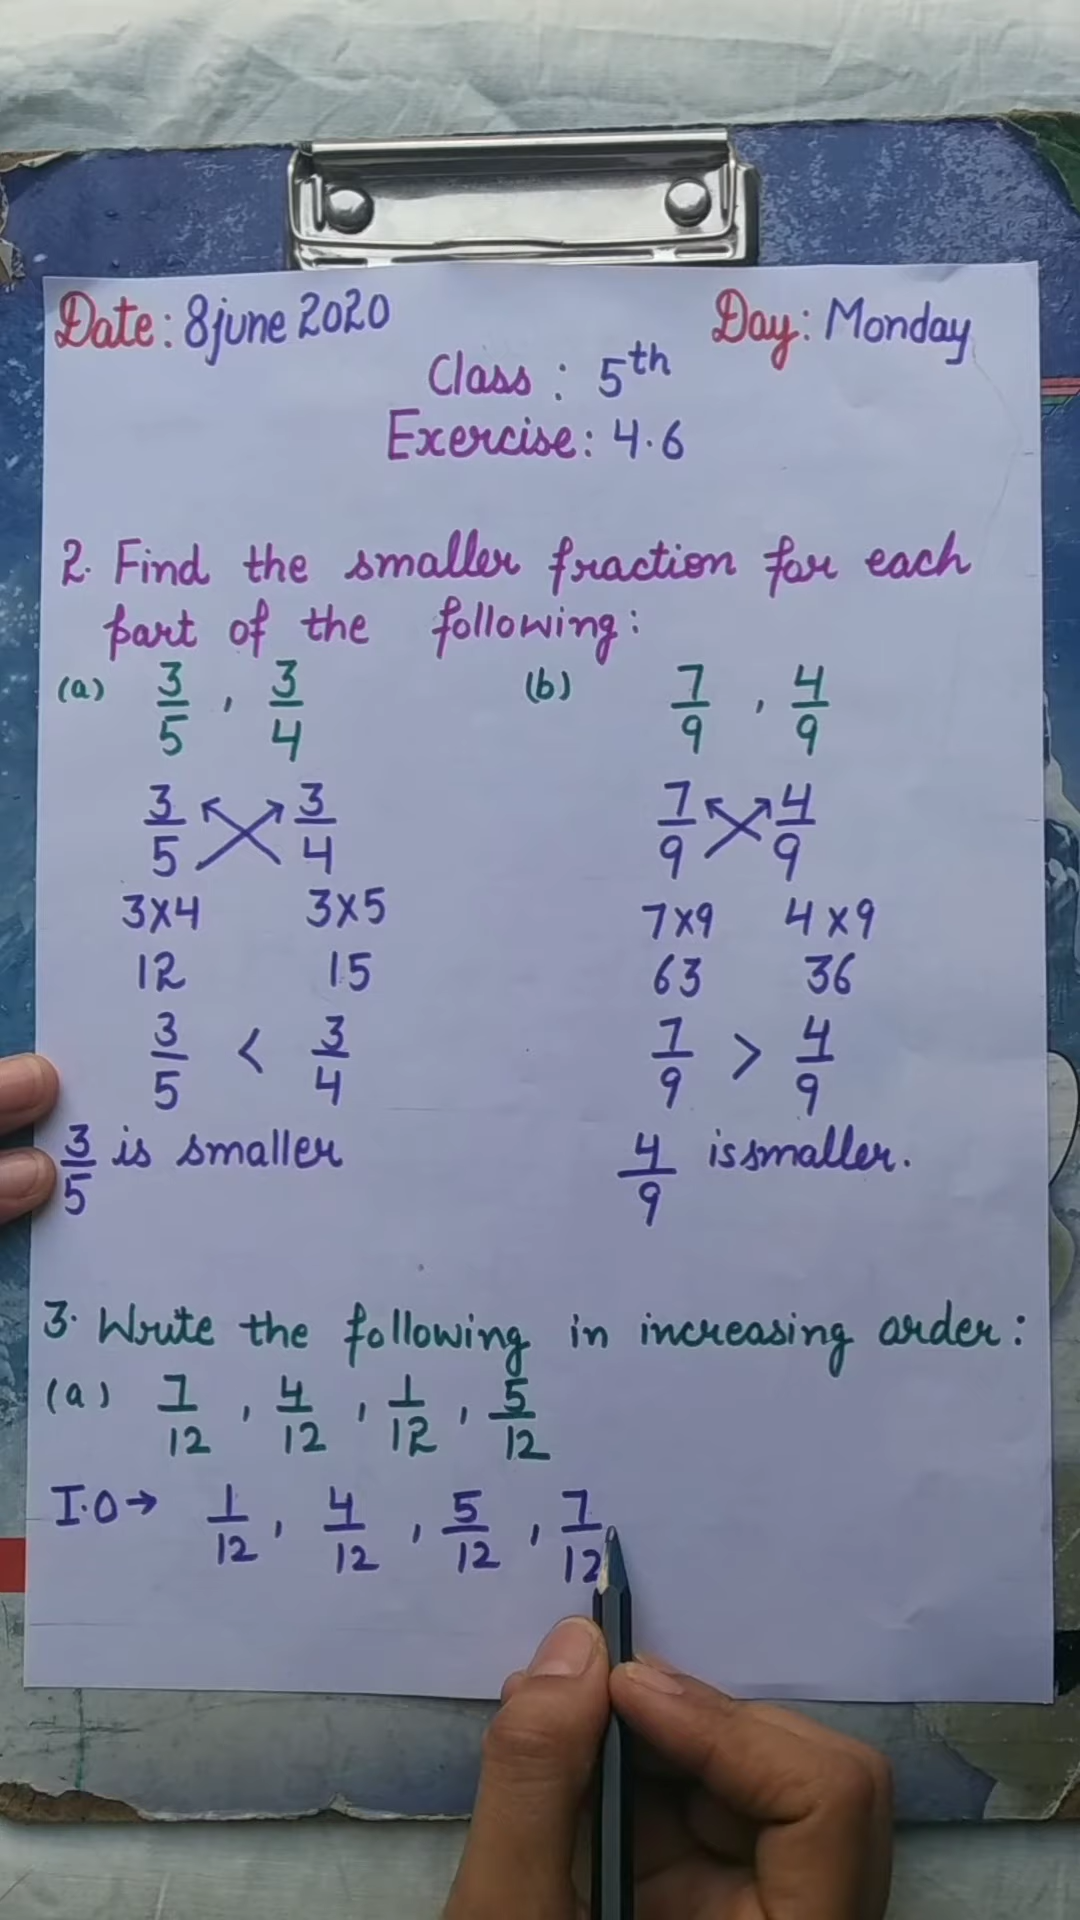 Date: 8 june 2020 Day: Monday
Class : 5th
Exercise: 4.6
2. Find the smaller fraction for each
part of the following:
(a) 3/5 , 3/4 (b) 7/9 , 4/9
3/5 3/4 7/9 4/9
3×4 3×5 7×9 4×9
12 15 63 36
3/5 < 3/4 7/9 > 4/9
3/5 is smaller 4/9 is smaller.
3. Write the following in increasing order:
(a) 7/12 , 4/12 , 1/12 , 5/12
I.O→ 1/12 , 4/12 , 5/12 , 7/12